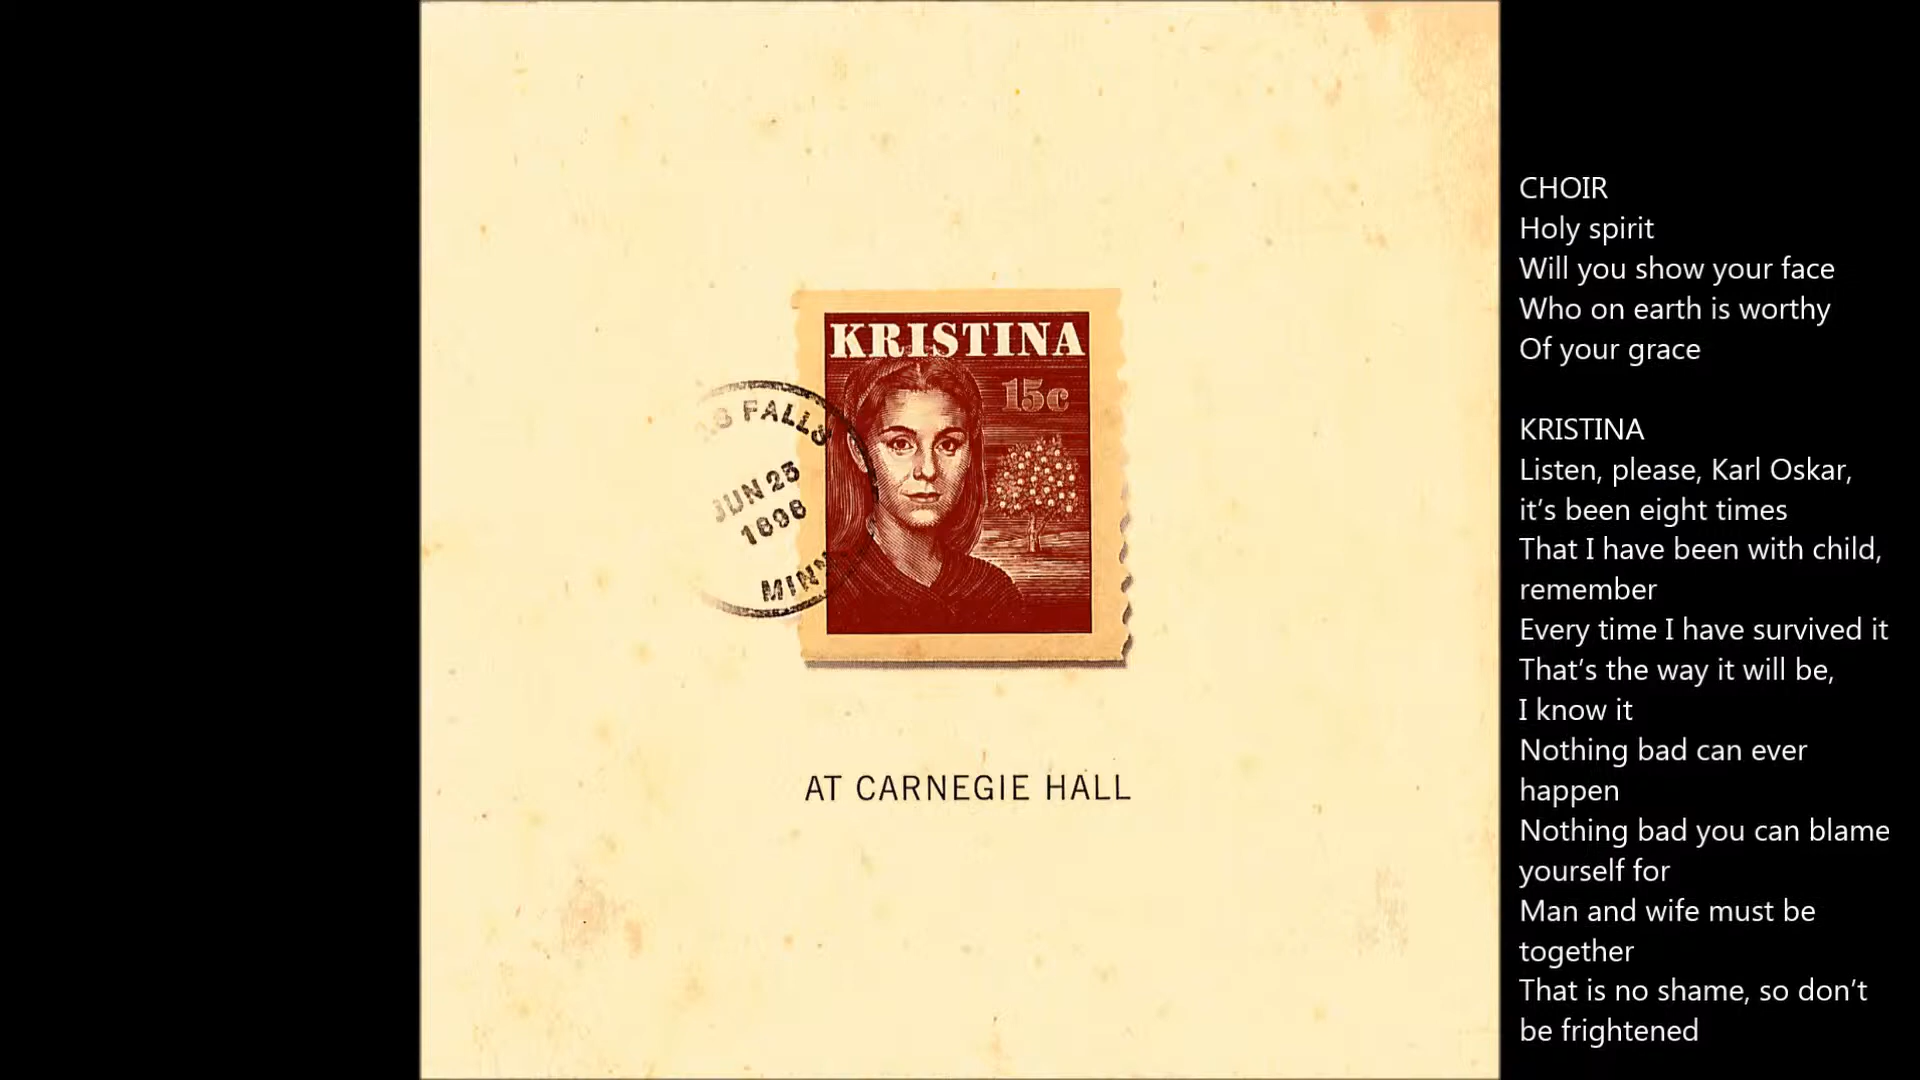 KRISTINA
15c
FALLS
JUN 25
1898
MINN
AT CARNEGIE HALL
CHOIR
Holy spirit
Will you show your face
Who on earth is worthy
Of your grace
KRISTINA
Listen, please, Karl Oskar,
it's been eight times
That I have been with child,
remember
Every time I have survived it
That's the way it will be,
I know it
Nothing bad can ever
happen
Nothing bad you can blame
yourself for
Man and wife must be
together
That is no shame, so don't
be frightened